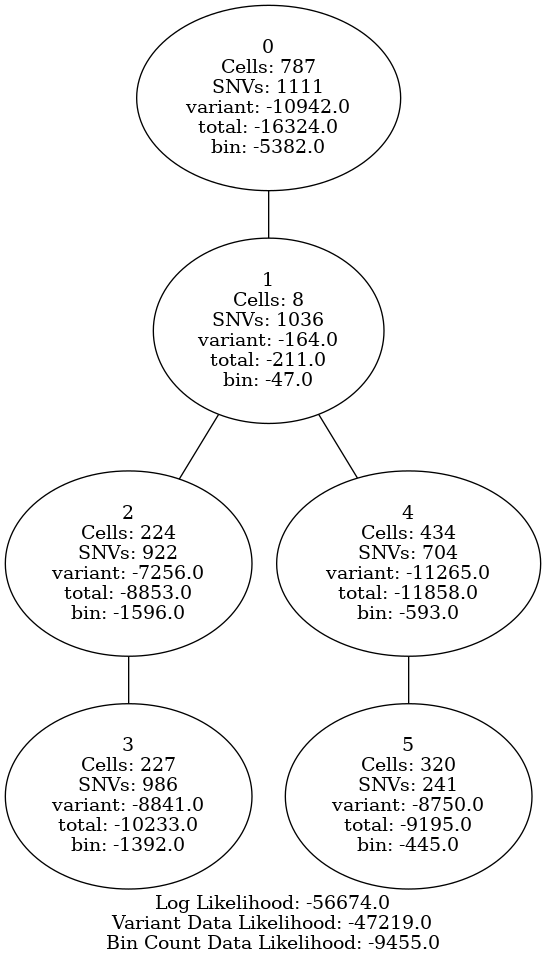 0
Cells: 787
SNVs: 1111
variant: -10942.0
total: -16324.0
bin: -5382.0
1
Cells: 8
SNVs: 1036
variant: -164.0
total: -211.0
bin: -47.0
2
Cells: 224
SNVs: 922
variant: -7256.0
total: -8853.0
bin: -1596.0
4
Cells: 434
SNVs: 704
variant: -11265.0
total: -11858.0
bin: -593.0
3
Cells: 227
SNVs: 986
variant: -8841.0
total: -10233.0
bin: -1392.0
5
Cells: 320
SNVs: 241
variant: -8750.0
total: -9195.0
bin: -445.0
Log Likelihood: -56674.0
Variant Data Likelihood: -47219.0
Bin Count Data Likelihood: -9455.0